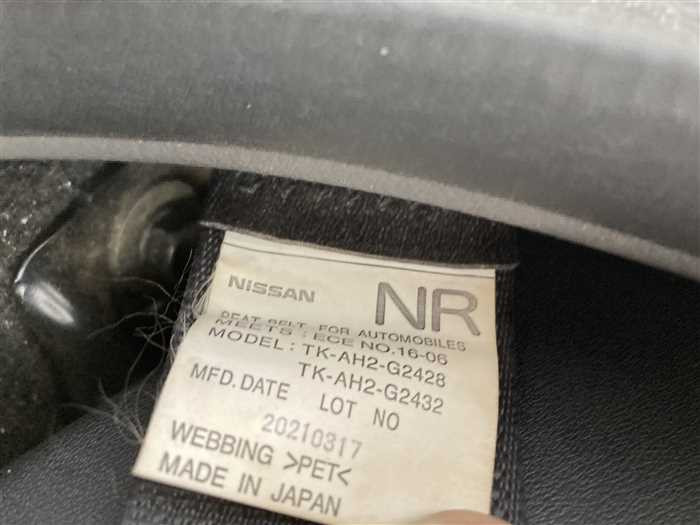 NISSAN NR
SEAT BELT FOR AUTOMOBILES
MEETS : ECE NO.16-06
MODEL : TK-AH2-G2428
TK-AH2-G2432
MFD.DATE LOT NO
20210317
WEBBING >PET<
MADE IN JAPAN